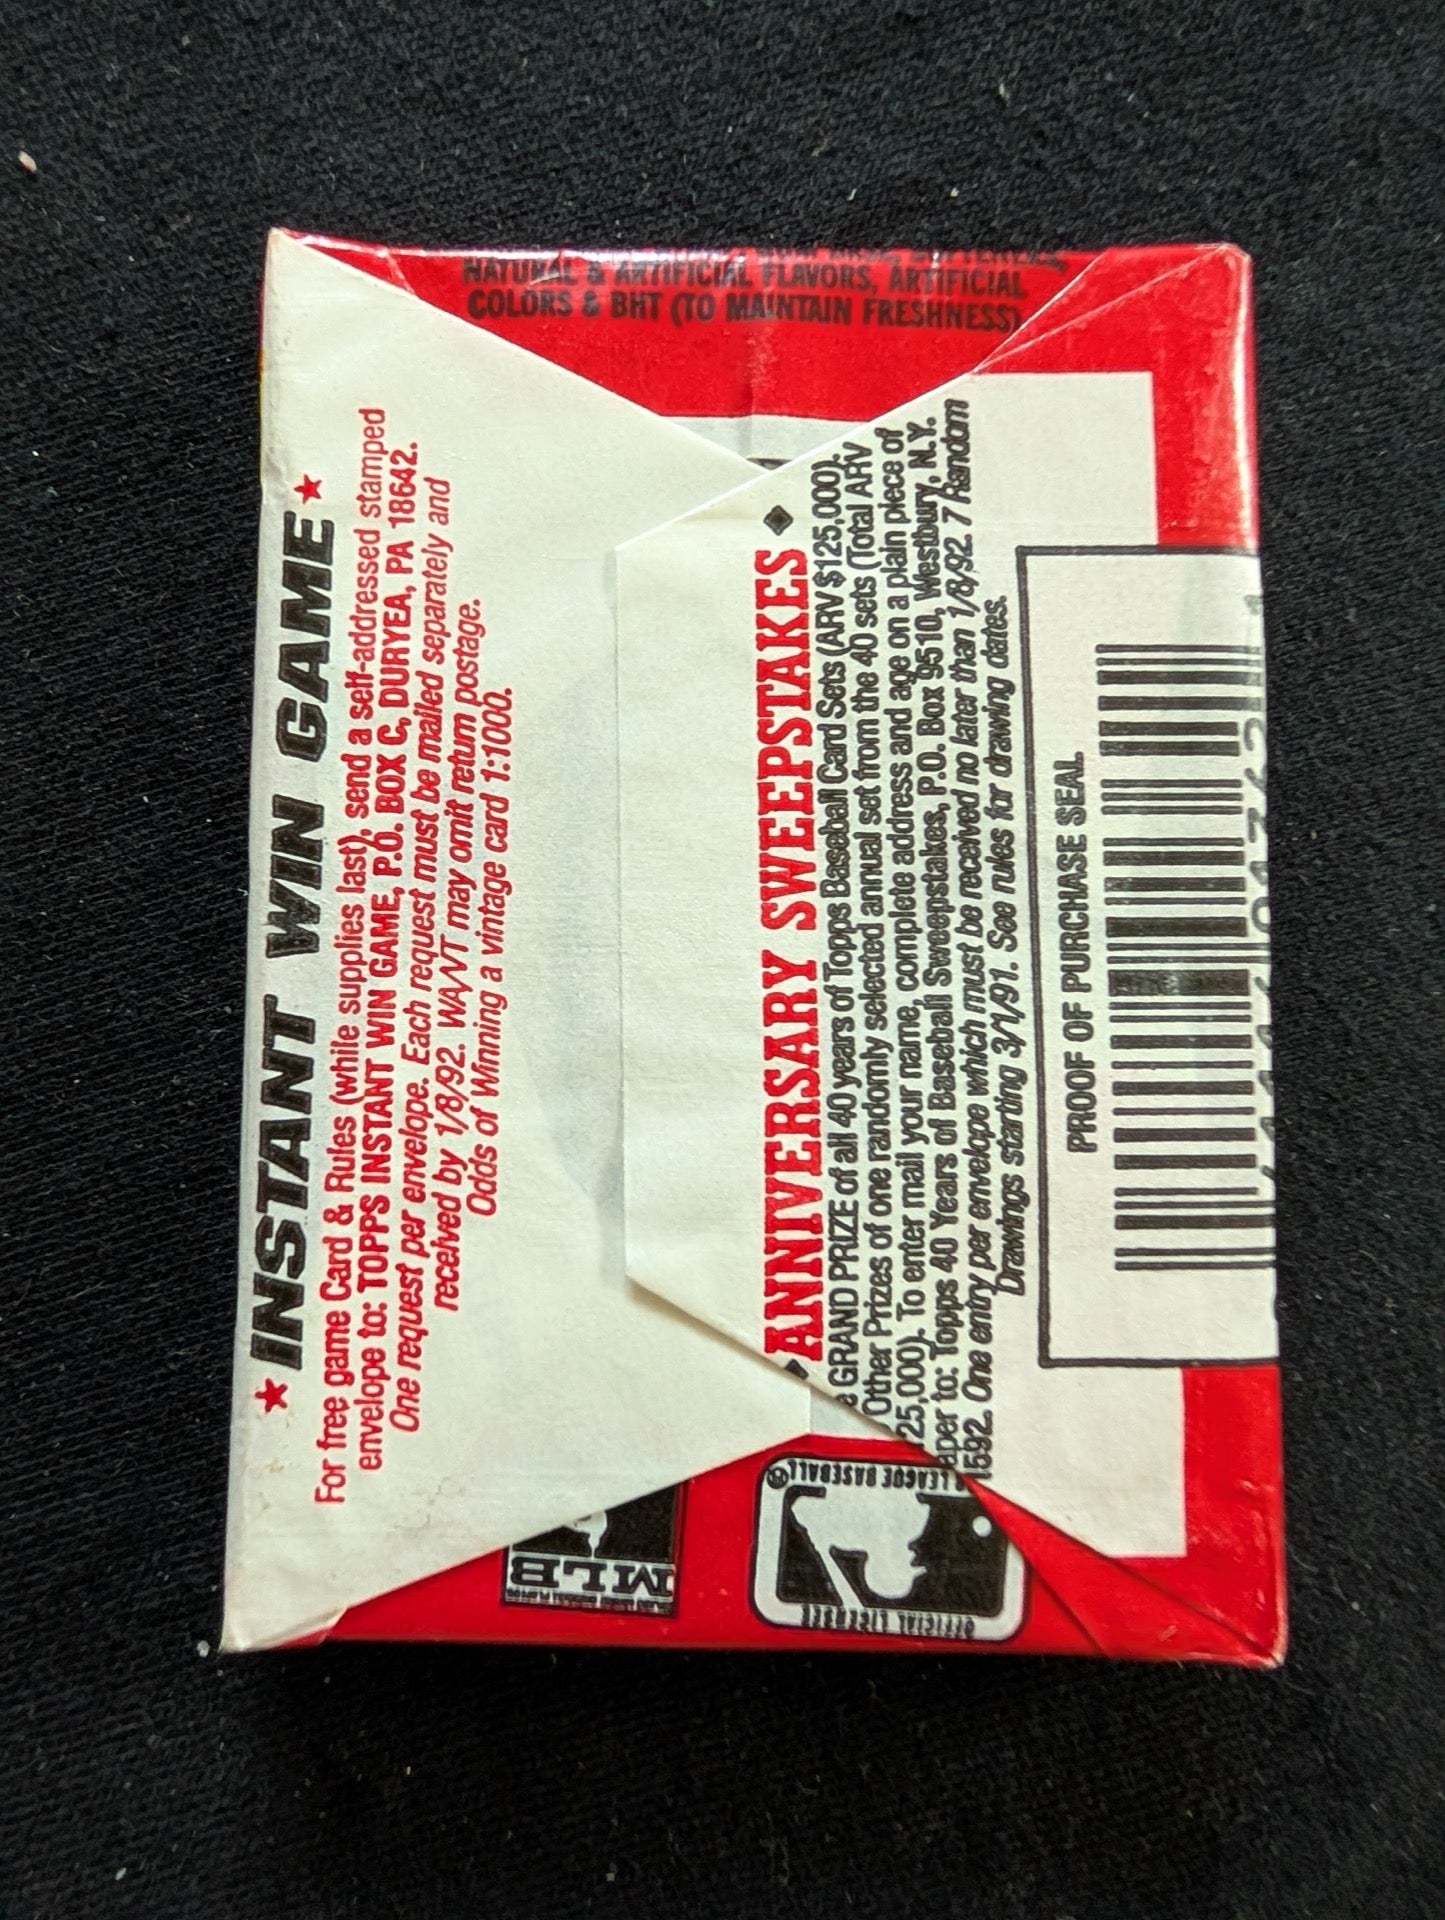 NATURAL & ARTIFICIAL FLAVORS, ARTIFICIAL
COLORS & BHT (TO MAINTAIN FRESHNESS)
★ INSTANT WIN GAME ★
For free game Card & Rules (while supplies last), send a self-addressed stamped
envelope to: TOPPS INSTANT WIN GAME, P.O. BOX C, DURYEA, PA 18642.
One request per envelope. Each request must be mailed separately and
received by 1/8/92. WA/VT may omit return postage.
Odds of Winning a vintage card 1:1000.
◆ANNIVERSARY SWEEPSTAKES ◆
GRAND PRIZE of all 40 years of Topps Baseball Card Sets (ARV $125,000).
Other Prizes of one randomly selected annual set from the 40 sets (Total ARV
25,000). To enter mail your name, complete address and age on a plain piece of
aper to: Topps 40 Years of Baseball Sweepstakes, P.O. Box 9510, Westbury, N.Y.
1592. One entry per envelope which must be received no later than 1/8/92. 7 Random
Drawings starting 3/1/91. See rules for drawing dates.
PROOF OF PURCHASE SEAL
MLB
OFFICIAL LICENSEE
LEAGUE BASEBALL